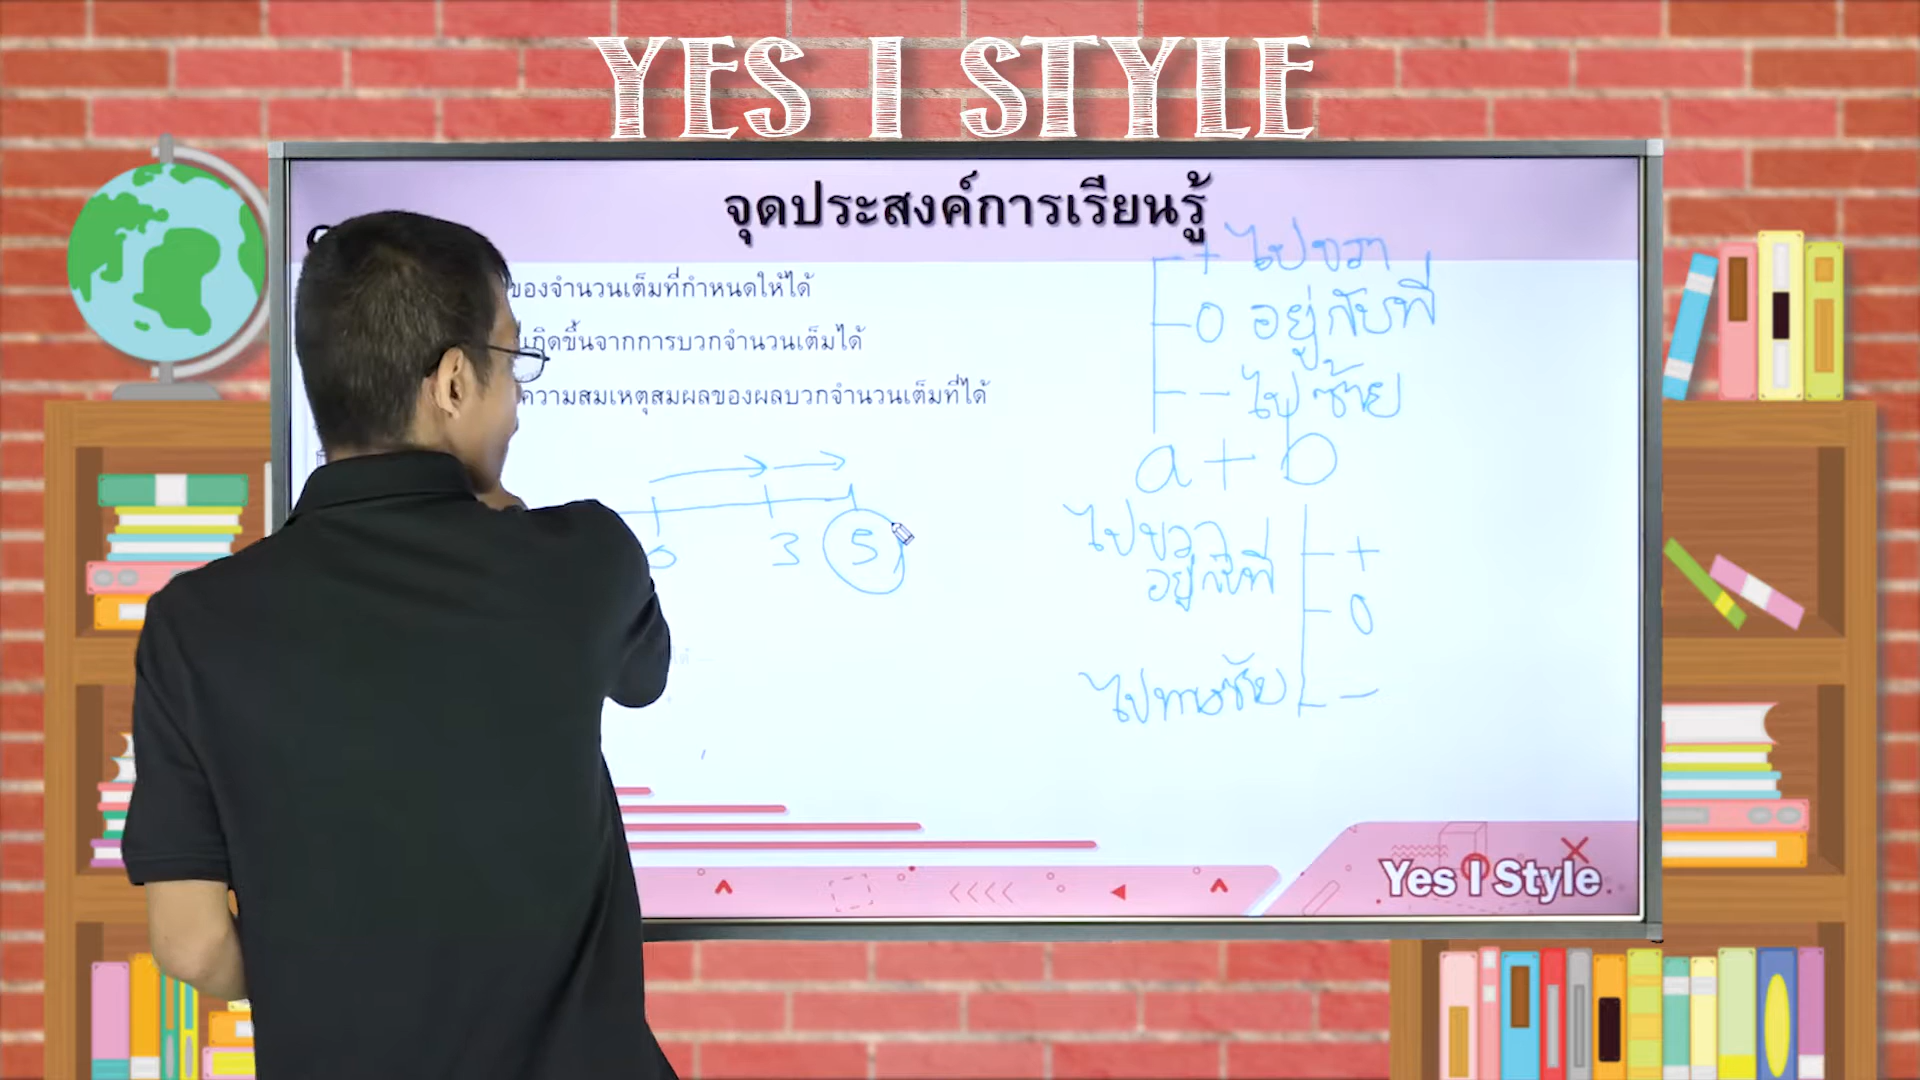 YES I STYLE
จุดประสงค์การเรียนรู้
ของจำนวนเต็มที่กำหนดให้ได้
เกิดขึ้นจากการบวกจำนวนเต็มได้
ความสมเหตุสมผลของผลบวกจำนวนเต็มที่ได้
+ ไปขวา
0 อยู่กับที่
- ไปซ้าย
a + b
0 3 5
ไปขวา +
อยู่กับที่ 0
ไปทางซ้าย -
Yes I Style